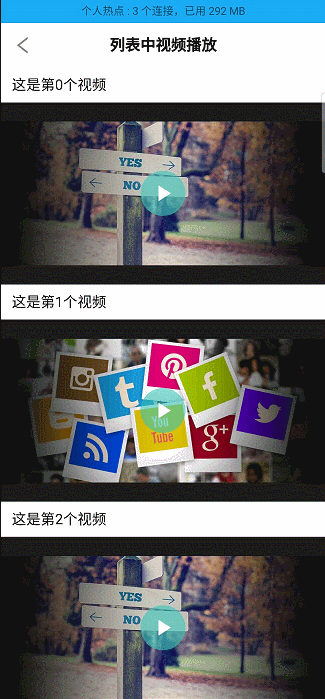 个人热点 : 3 个连接，已用 292 MB
列表中视频播放
这是第0个视频
YES
NO
这是第1个视频
You
Tube
g+
这是第2个视频
YES
NO